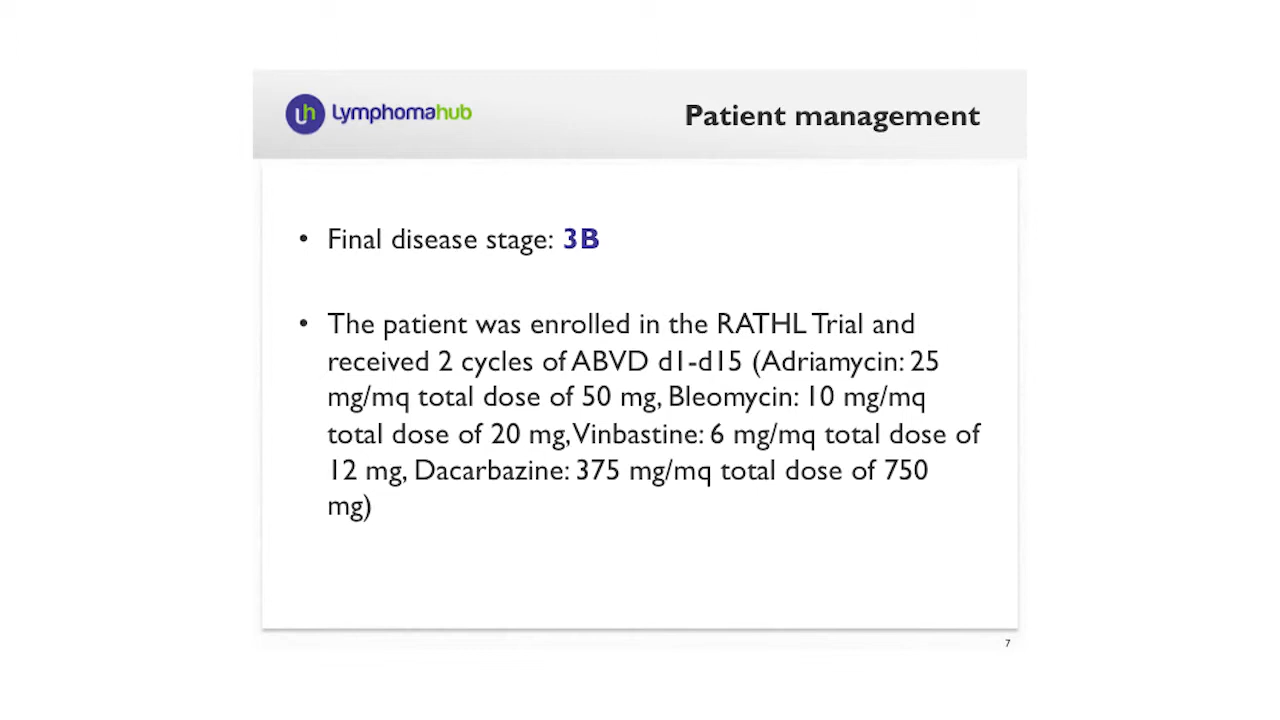 Lymphomahub
Patient management
• Final disease stage: 3B
• The patient was enrolled in the RATHL Trial and
received 2 cycles of ABVD d1-d15 (Adriamycin: 25
mg/mq total dose of 50 mg, Bleomycin: 10 mg/mq
total dose of 20 mg, Vinbastine: 6 mg/mq total dose of
12 mg, Dacarbazine: 375 mg/mq total dose of 750
mg)
7